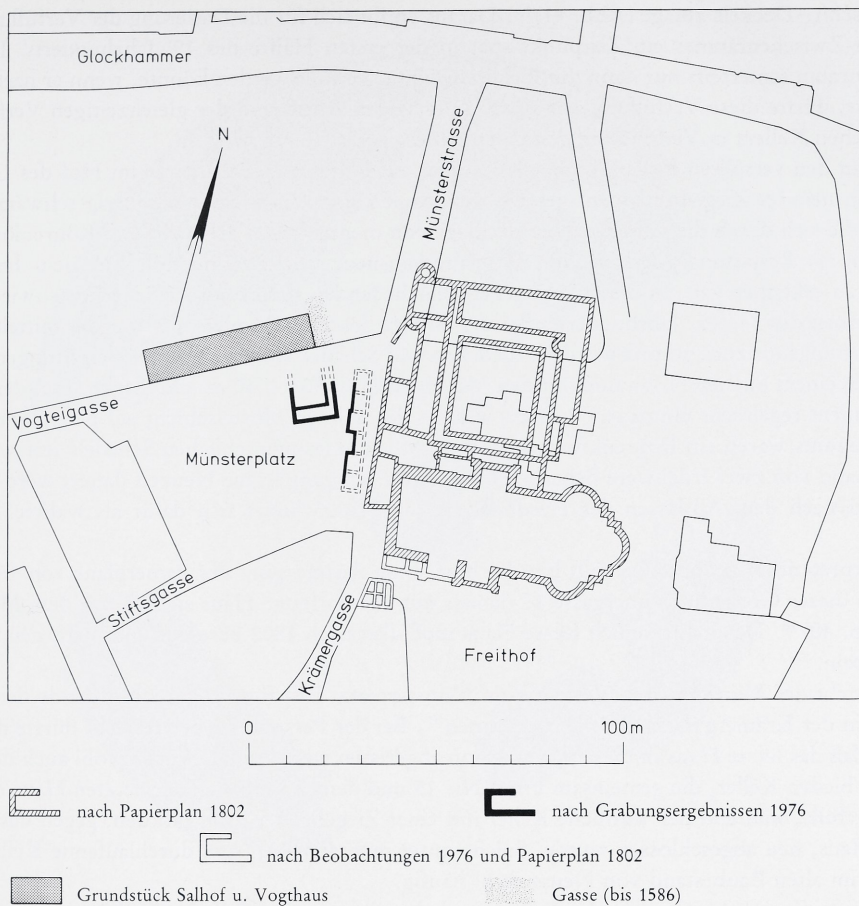 Glockhammer
N
Münsterstrasse
Vogteigasse
Münsterplatz
Stiftsgasse
Krämergasse
Freithof
0 100m
nach Papierplan 1802 nach Grabungsergebnissen 1976
nach Beobachtungen 1976 und Papierplan 1802
Grundstück Salhof u. Vogthaus Gasse (bis 1586)